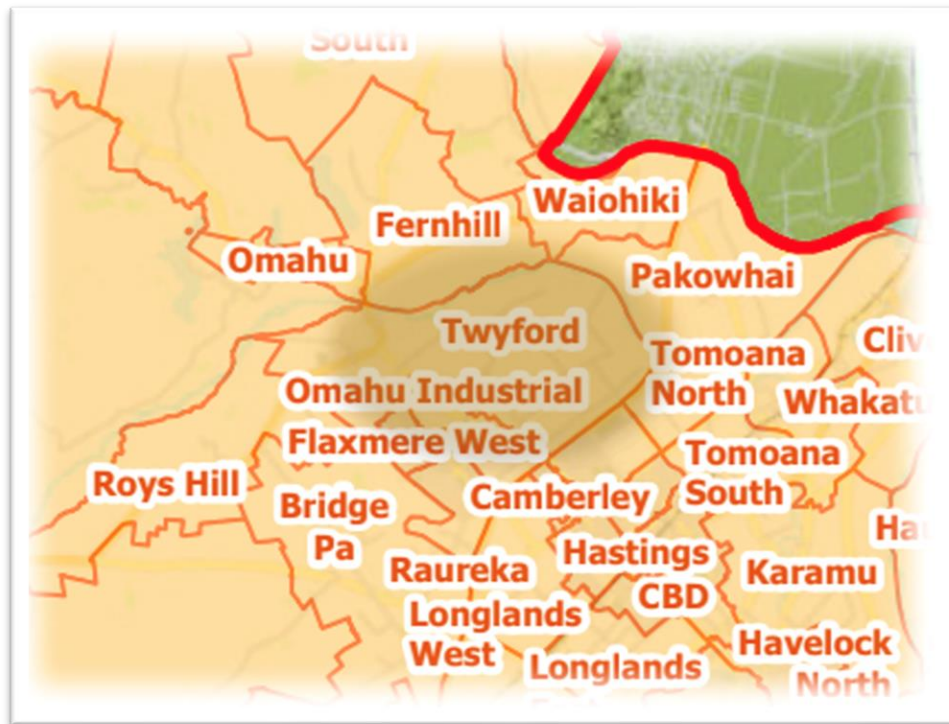 South
Waiohiki
Fernhill
Omahu
Pakowhai
Twyford
Tomoana
North
Omahu Industrial
Flaxmere West
Tomoana
South
Roys Hill
Bridge
Pa
Camberley
Hastings
CBD
Raureka
Karamu
Longlands
West
Havelock
North
Longlands